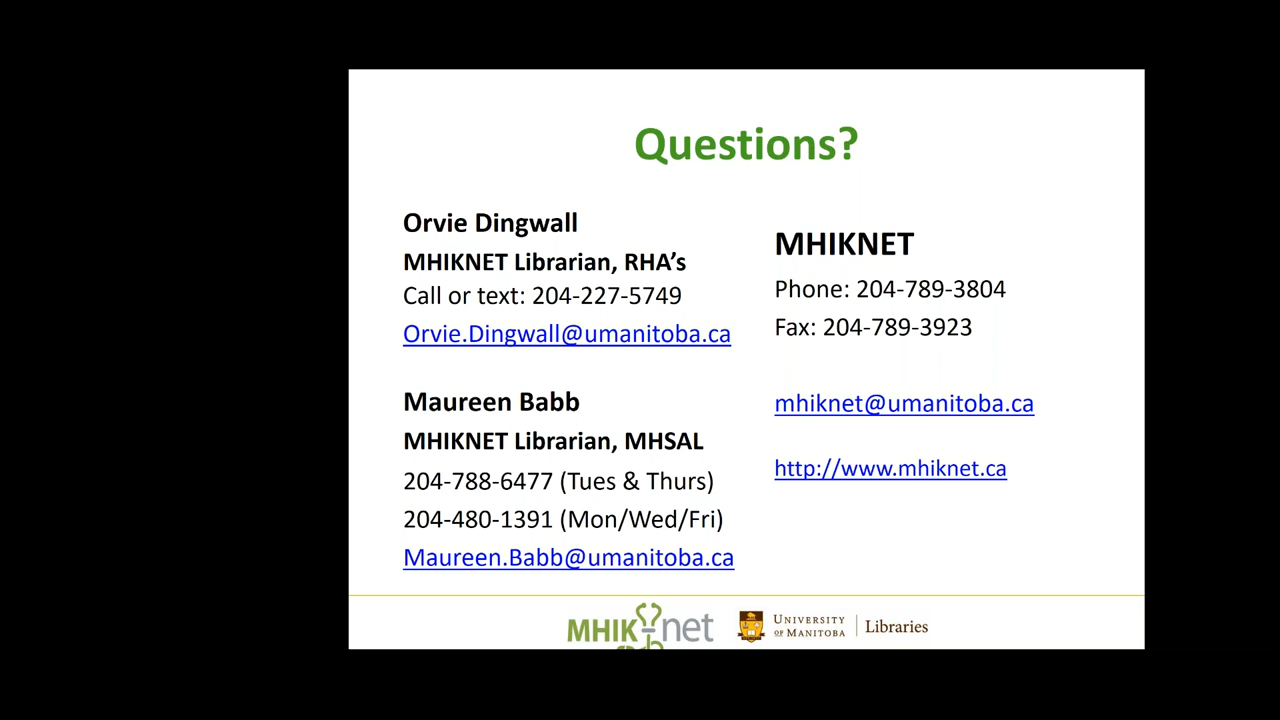 Questions?
Orvie Dingwall
MHIKNET Librarian, RHA’s
Call or text: 204-227-5749
Orvie.Dingwall@umanitoba.ca
Maureen Babb
MHIKNET Librarian, MHSAL
204-788-6477 (Tues & Thurs)
204-480-1391 (Mon/Wed/Fri)
Maureen.Babb@umanitoba.ca
MHIKNET
Phone: 204-789-3804
Fax: 204-789-3923
mhiknet@umanitoba.ca
http://www.mhiknet.ca
MHIK net
UNIVERSITY
OF MANITOBA
Libraries